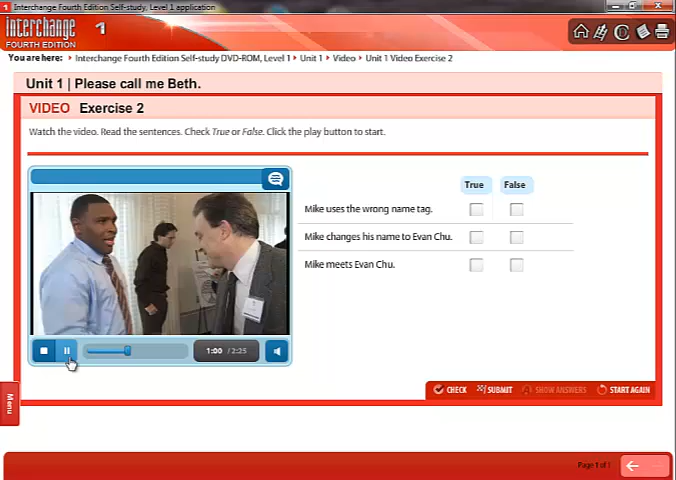 Interchange Fourth Edition Self-study, Level 1 application
interchange 1
FOURTH EDITION
You are here: Interchange Fourth Edition Self-study DVD-ROM, Level 1 Unit 1 Video Unit 1 Video Exercise 2
Unit 1 | Please call me Beth.
VIDEO Exercise 2
Watch the video. Read the sentences. Check True or False. Click the play button to start.
True False
Mike uses the wrong name tag.
Mike changes his name to Evan Chu.
Mike meets Evan Chu.
1:00 / 2:25
Menu
CHECK SUBMIT SHOW ANSWERS START AGAIN
Page 1 of 1